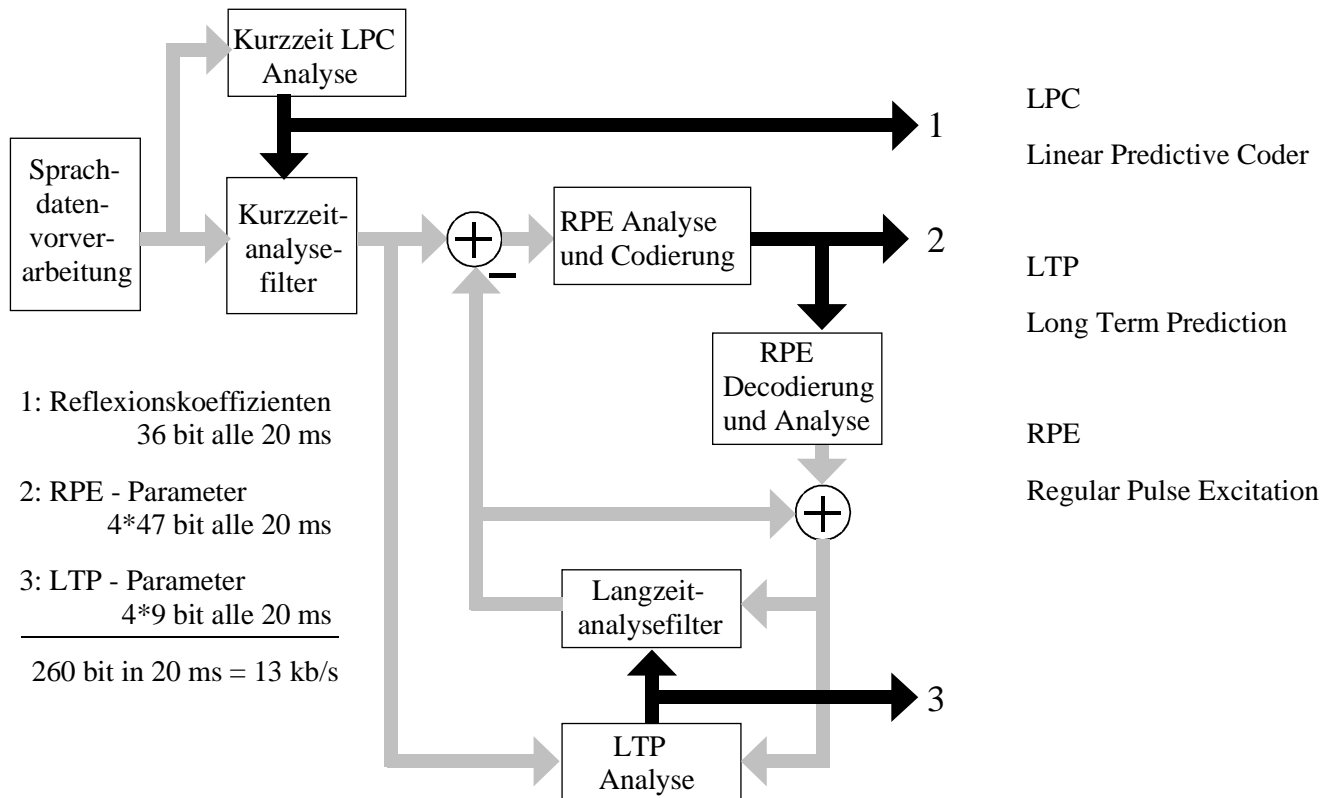 Kurzzeit LPC
Analyse
1
LPC
Linear Predictive Coder
Sprach-
daten-
vorver-
arbeitung
Kurzzeit-
analyse-
filter
+
−
RPE Analyse
und Codierung
2
LTP
Long Term Prediction
RPE
Decodierung
und Analyse
1: Reflexionskoeffizienten
36 bit alle 20 ms
RPE
Regular Pulse Excitation
2: RPE - Parameter
4*47 bit alle 20 ms
+
3: LTP - Parameter
4*9 bit alle 20 ms
Langzeit-
analysefilter
260 bit in 20 ms = 13 kb/s
3
LTP
Analyse